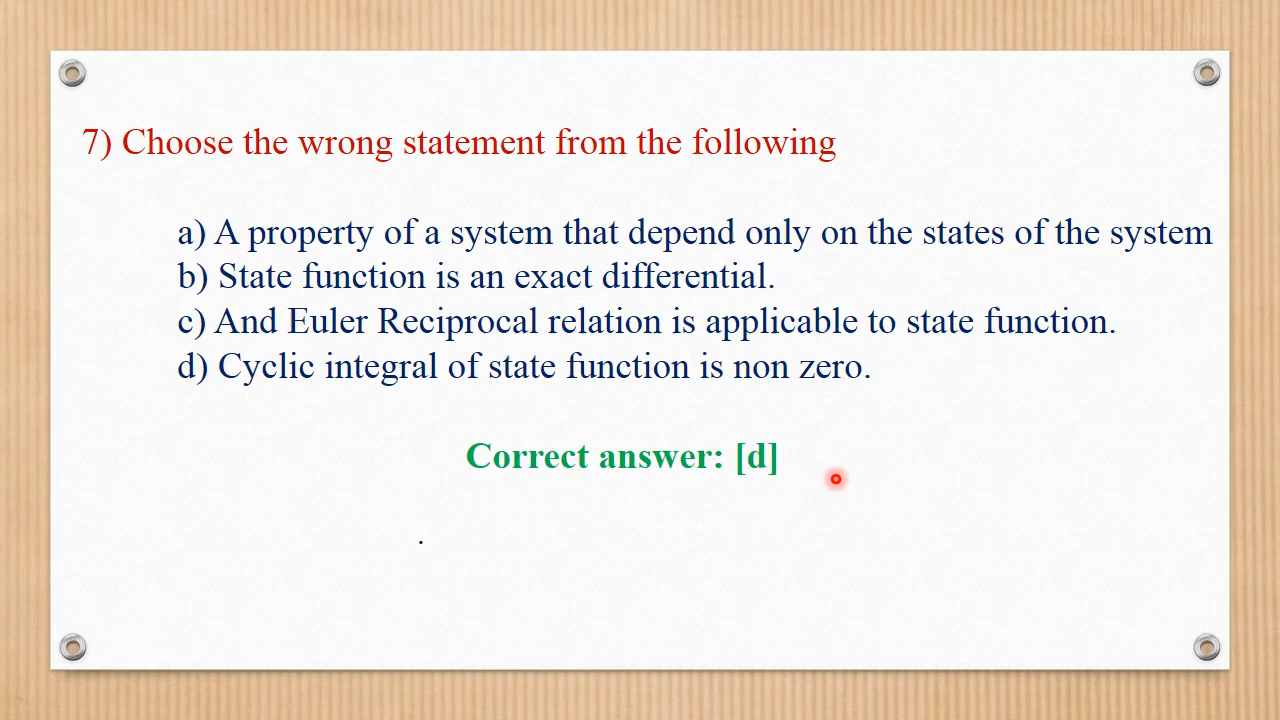 7) Choose the wrong statement from the following
a) A property of a system that depend only on the states of the system
b) State function is an exact differential.
c) And Euler Reciprocal relation is applicable to state function.
d) Cyclic integral of state function is non zero.
Correct answer: [d]
.